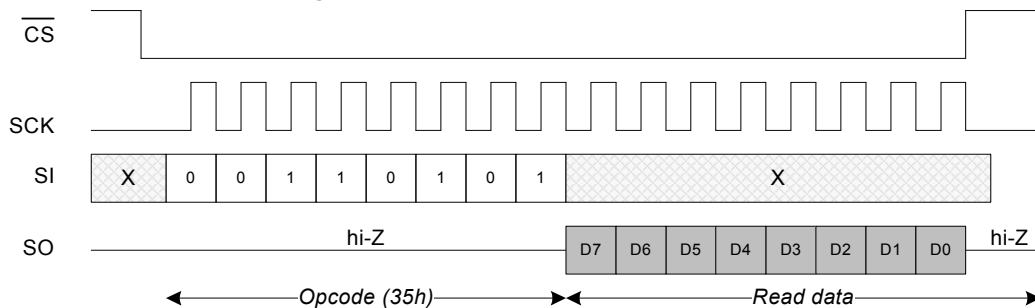 CS
SCK
SI X 0 0 1 1 0 1 0 1 X
SO hi-Z D7 D6 D5 D4 D3 D2 D1 D0 hi-Z
Opcode (35h) Read data